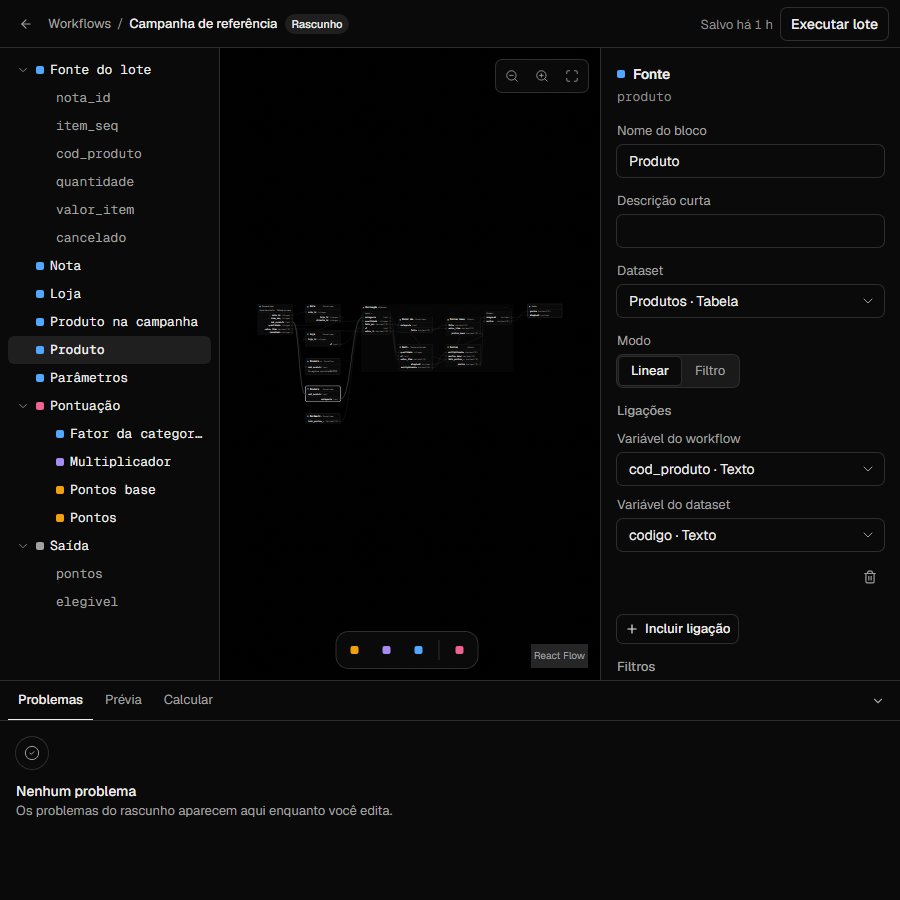 Workflows / Campanha de referência Rascunho
Salvo há 1 h
Executar lote
Fonte do lote
nota_id
item_seq
cod_produto
quantidade
valor_item
cancelado
Nota
Loja
Produto na campanha
Produto
Parâmetros
Pontuação
Fator da categor…
Multiplicador
Pontos base
Pontos
Saída
pontos
elegivel
React Flow
Fonte
produto
Nome do bloco
Produto
Descrição curta
Dataset
Produtos · Tabela
Modo
Linear
Filtro
Ligações
Variável do workflow
cod_produto · Texto
Variável do dataset
codigo · Texto
Incluir ligação
Filtros
Problemas
Prévia
Calcular
Nenhum problema
Os problemas do rascunho aparecem aqui enquanto você edita.